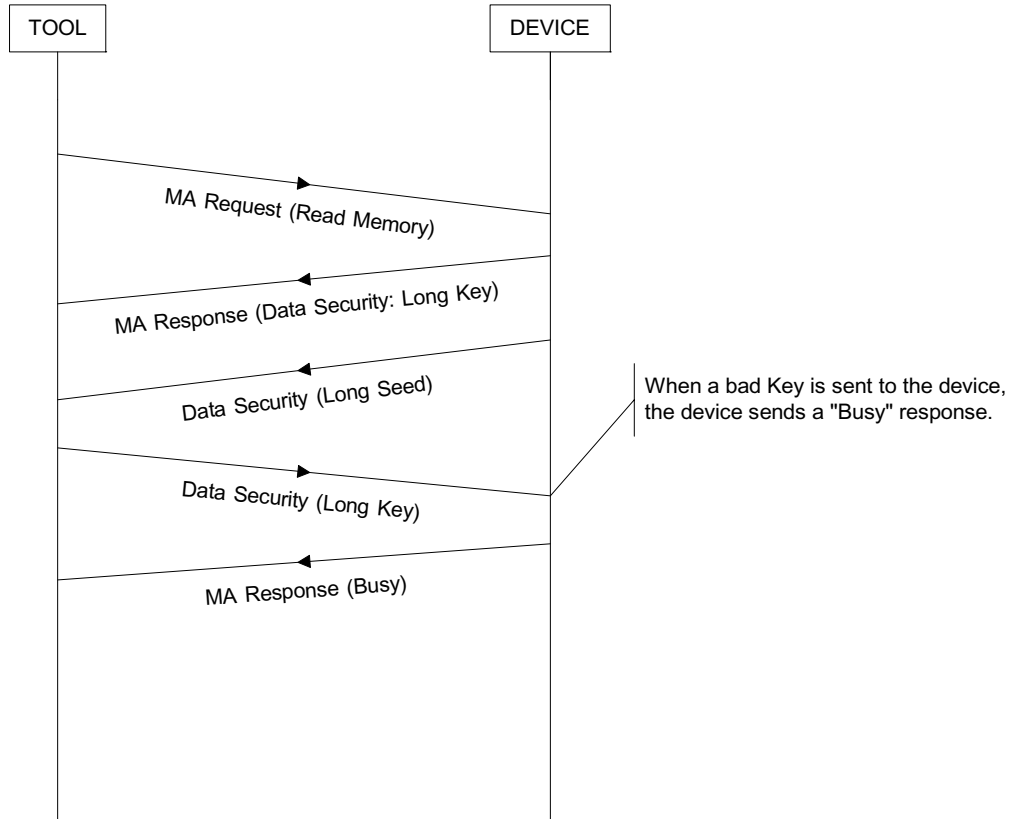 TOOL
DEVICE
MA Request (Read Memory)
MA Response (Data Security: Long Key)
Data Security (Long Seed)
When a bad Key is sent to the device,
the device sends a "Busy" response.
Data Security (Long Key)
MA Response (Busy)